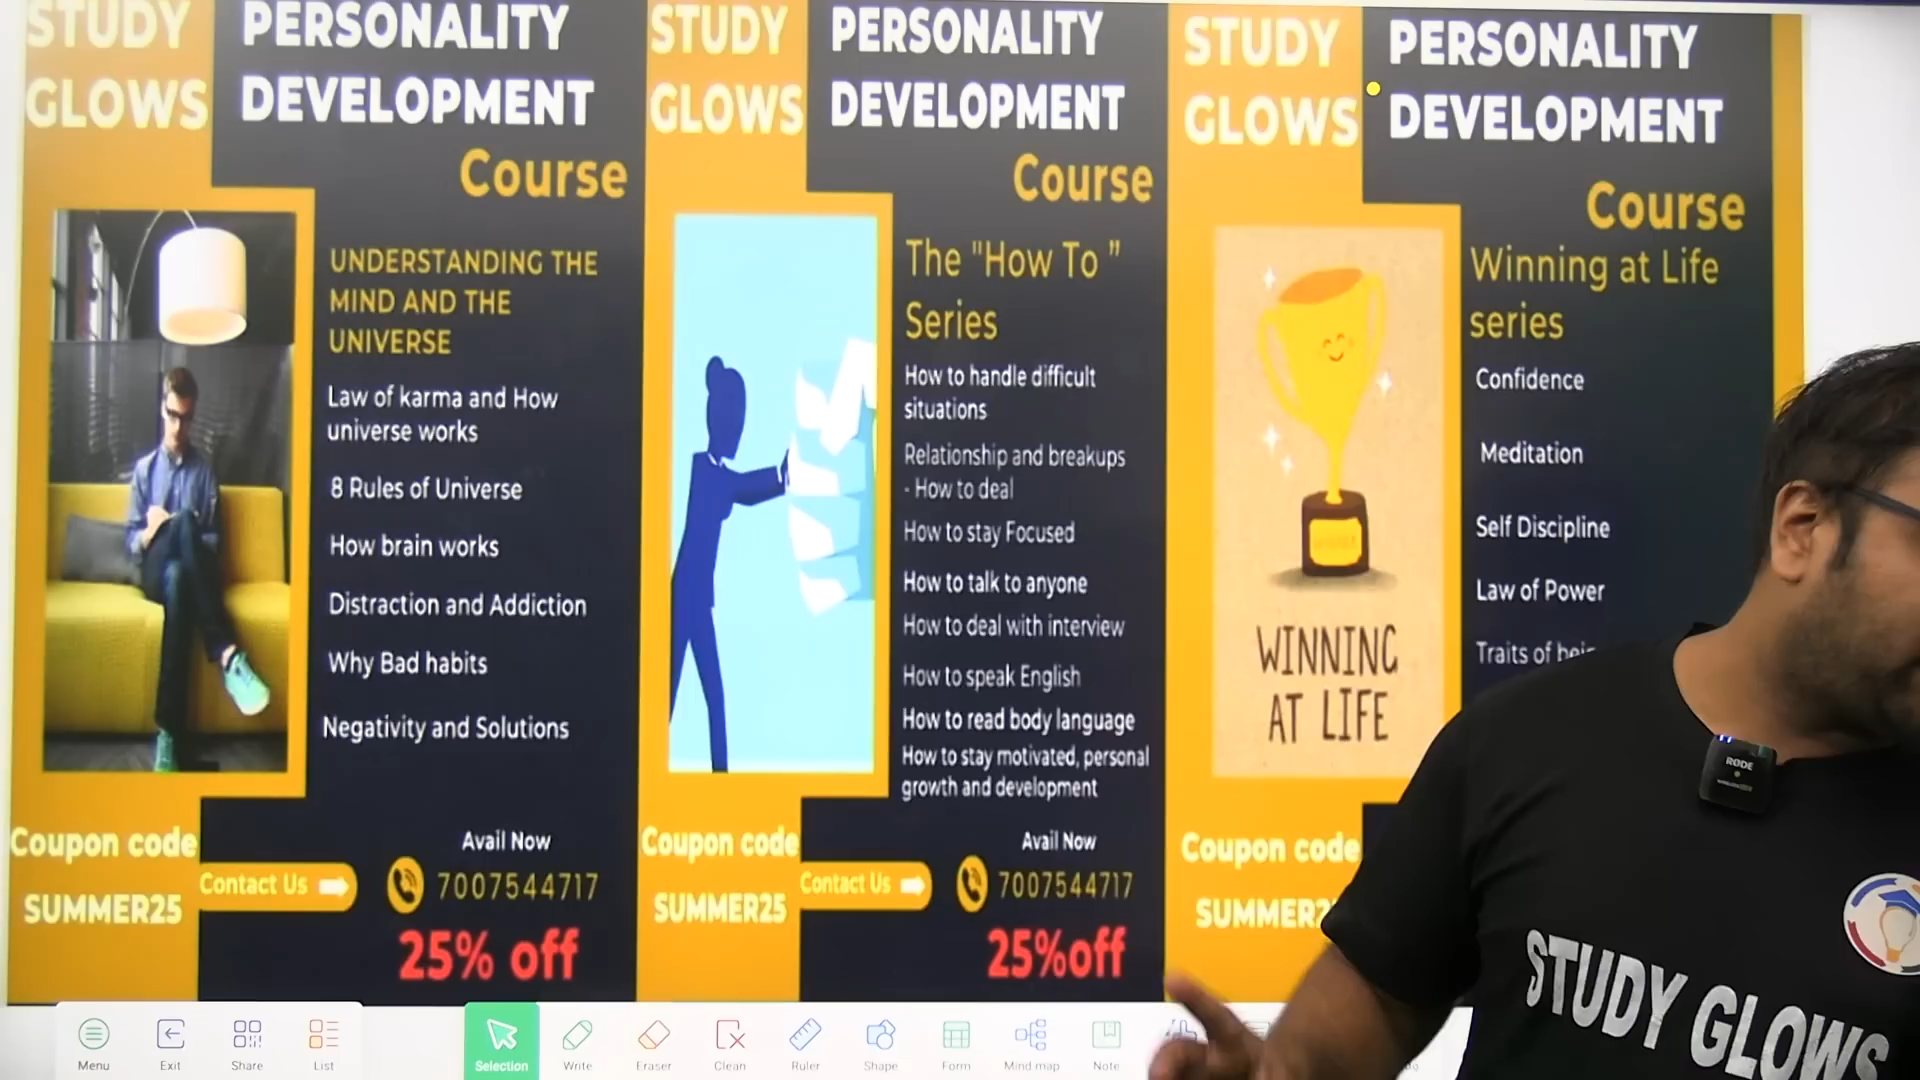 STUDY
GLOWS
PERSONALITY
DEVELOPMENT
Course
UNDERSTANDING THE
MIND AND THE
UNIVERSE
Law of karma and How
universe works
8 Rules of Universe
How brain works
Distraction and Addiction
Why Bad habits
Negativity and Solutions
Coupon code
SUMMER25
Contact Us
Avail Now
7007544717
25% off
STUDY
GLOWS
PERSONALITY
DEVELOPMENT
Course
The "How To ”
Series
How to handle difficult
situations
Relationship and breakups
- How to deal
How to stay Focused
How to talk to anyone
How to deal with interview
How to speak English
How to read body language
How to stay motivated, personal
growth and development
Coupon code
SUMMER25
Contact Us
Avail Now
7007544717
25%off
STUDY
GLOWS
PERSONALITY
DEVELOPMENT
Course
Winning at Life
series
Confidence
Meditation
Self Discipline
Law of Power
Traits of
WINNING
AT LIFE
Coupon code
RØDE
STUDY GLOWS
Menu
Exit
Share
List
Selection
Write
Eraser
Clean
Ruler
Shape
Form
Mind map
Note